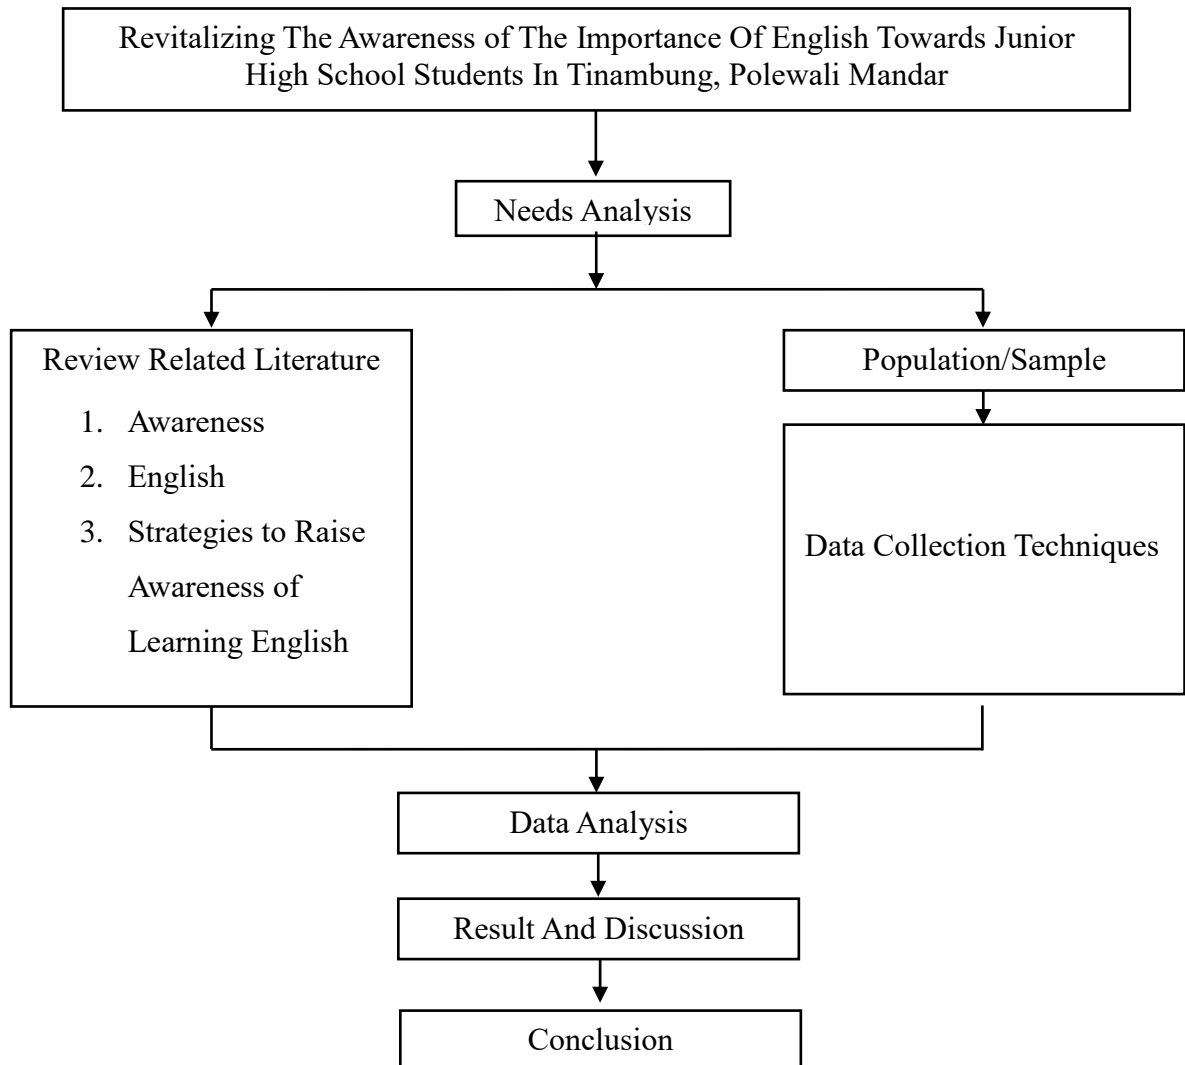 Revitalizing The Awareness of The Importance Of English Towards Junior
High School Students In Tinambung, Polewali Mandar
Needs Analysis
Review Related Literature
1. Awareness
2. English
3. Strategies to Raise
Awareness of
Learning English
Population/Sample
Data Collection Techniques
Data Analysis
Result And Discussion
Conclusion